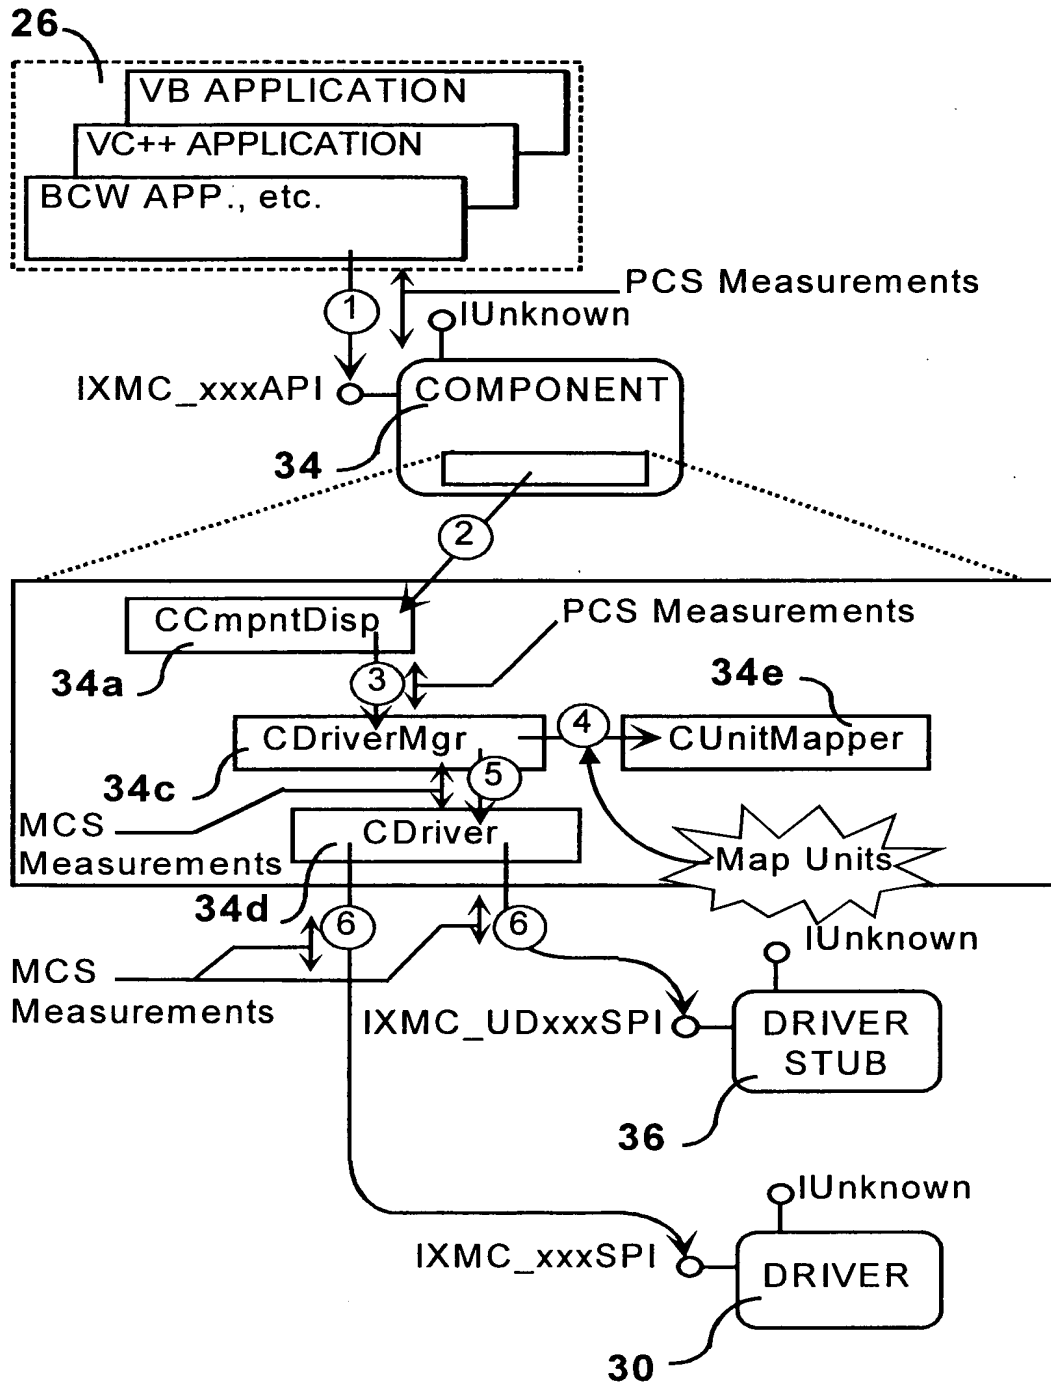 26
VB APPLICATION
VC++ APPLICATION
BCW APP., etc.
PCS Measurements
1
IUnknown
IXMC_xxxAPI
COMPONENT
34
2
CCmpntDisp
PCS Measurements
34a
3
34e
CDriverMgr
4
CUnitMapper
34c
5
MCS
Measurements
CDriver
Map Units
34d
6
6
IUnknown
MCS
Measurements
IXMC_UDxxxSPI
DRIVER
STUB
36
IUnknown
IXMC_xxxSPI
DRIVER
30